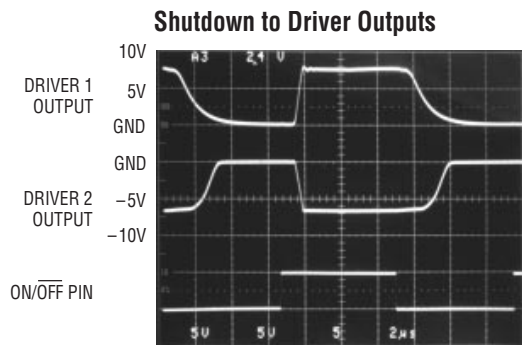 Shutdown to Driver Outputs
10V
A3 2.4 V
DRIVER 1
OUTPUT
5V
GND
GND
DRIVER 2
OUTPUT
–5V
–10V
ON/OFF PIN
5V 5V 5 2µs